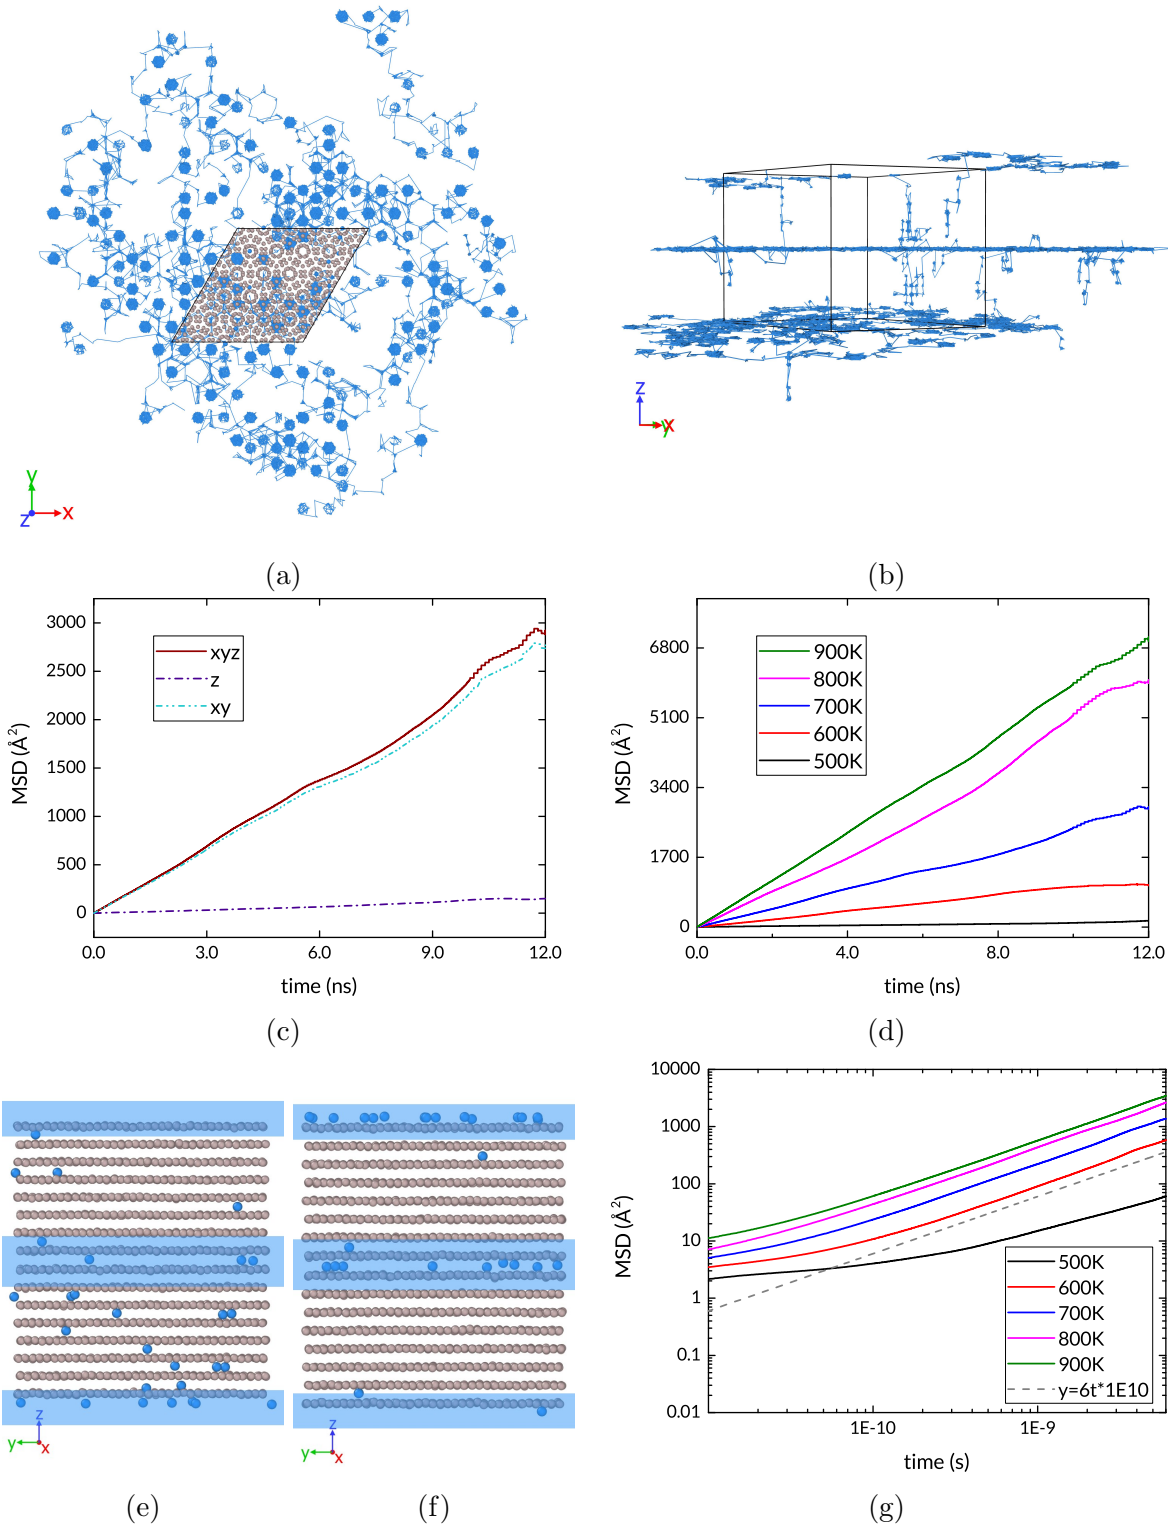 y
z x
(a)
z
y x
(b)
3000
2500
2000
1500
1000
500
0
MSD (Å²)
xyz
z
xy
0.0 3.0 6.0 9.0 12.0
time (ns)
(c)
6800
5100
3400
1700
0
MSD (Å²)
900K
800K
700K
600K
500K
0.0 4.0 8.0 12.0
time (ns)
(d)
z
y x
(e)
z
y x
(f)
10000
1000
100
10
1
0.1
0.01
MSD (Å²)
500K
600K
700K
800K
900K
y=6t*1E10
1E-10 1E-9
time (s)
(g)